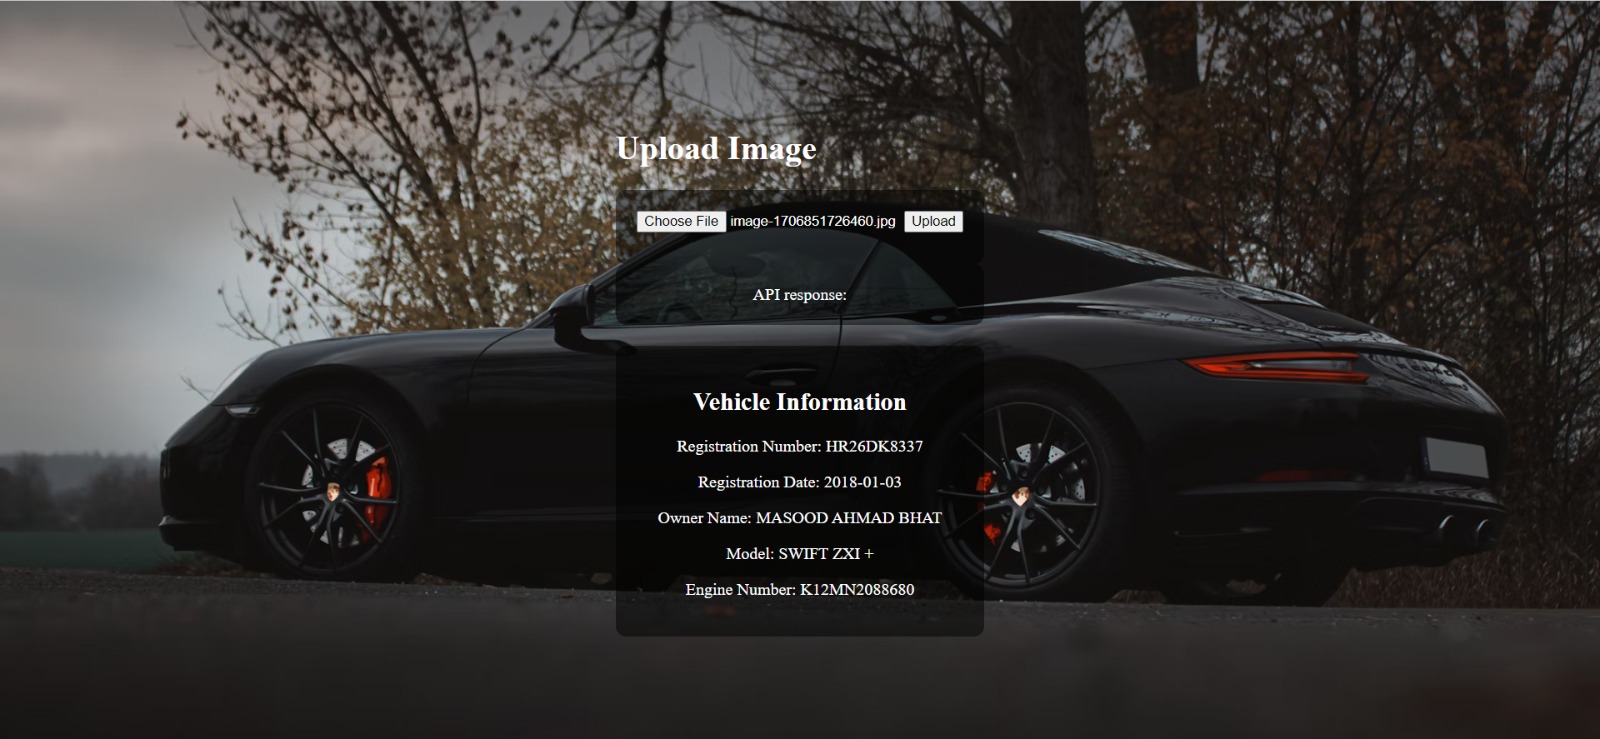 Upload Image
Choose File image-1706851726460.jpg Upload
API response:
Vehicle Information
Registration Number: HR26DK8337
Registration Date: 2018-01-03
Owner Name: MASOOD AHMAD BHAT
Model: SWIFT ZXI +
Engine Number: K12MN2088680